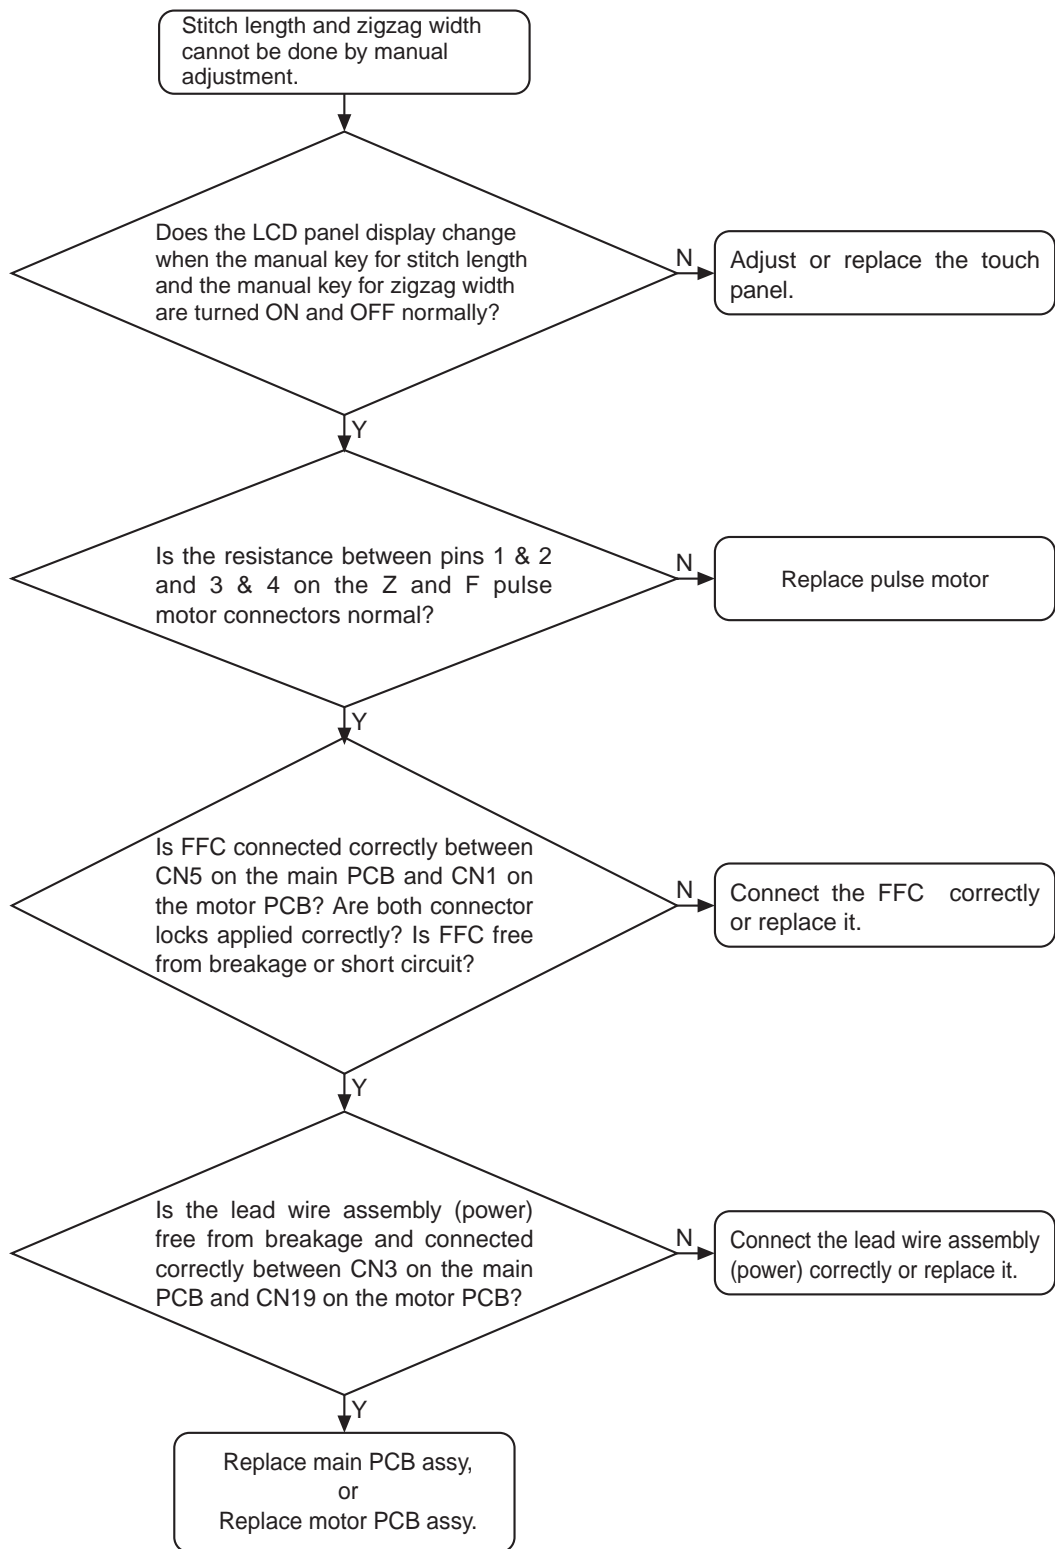 Stitch length and zigzag width
cannot be done by manual
adjustment.
Does the LCD panel display change
when the manual key for stitch length
and the manual key for zigzag width
are turned ON and OFF normally?
N
Adjust or replace the touch
panel.
Y
Is the resistance between pins 1 & 2
and 3 & 4 on the Z and F pulse
motor connectors normal?
N
Replace pulse motor
Y
Is FFC connected correctly between
CN5 on the main PCB and CN1 on
the motor PCB? Are both connector
locks applied correctly? Is FFC free
from breakage or short circuit?
N
Connect the FFC correctly
or replace it.
Y
Is the lead wire assembly (power)
free from breakage and connected
correctly between CN3 on the main
PCB and CN19 on the motor PCB?
N
Connect the lead wire assembly
(power) correctly or replace it.
Y
Replace main PCB assy,
or
Replace motor PCB assy.